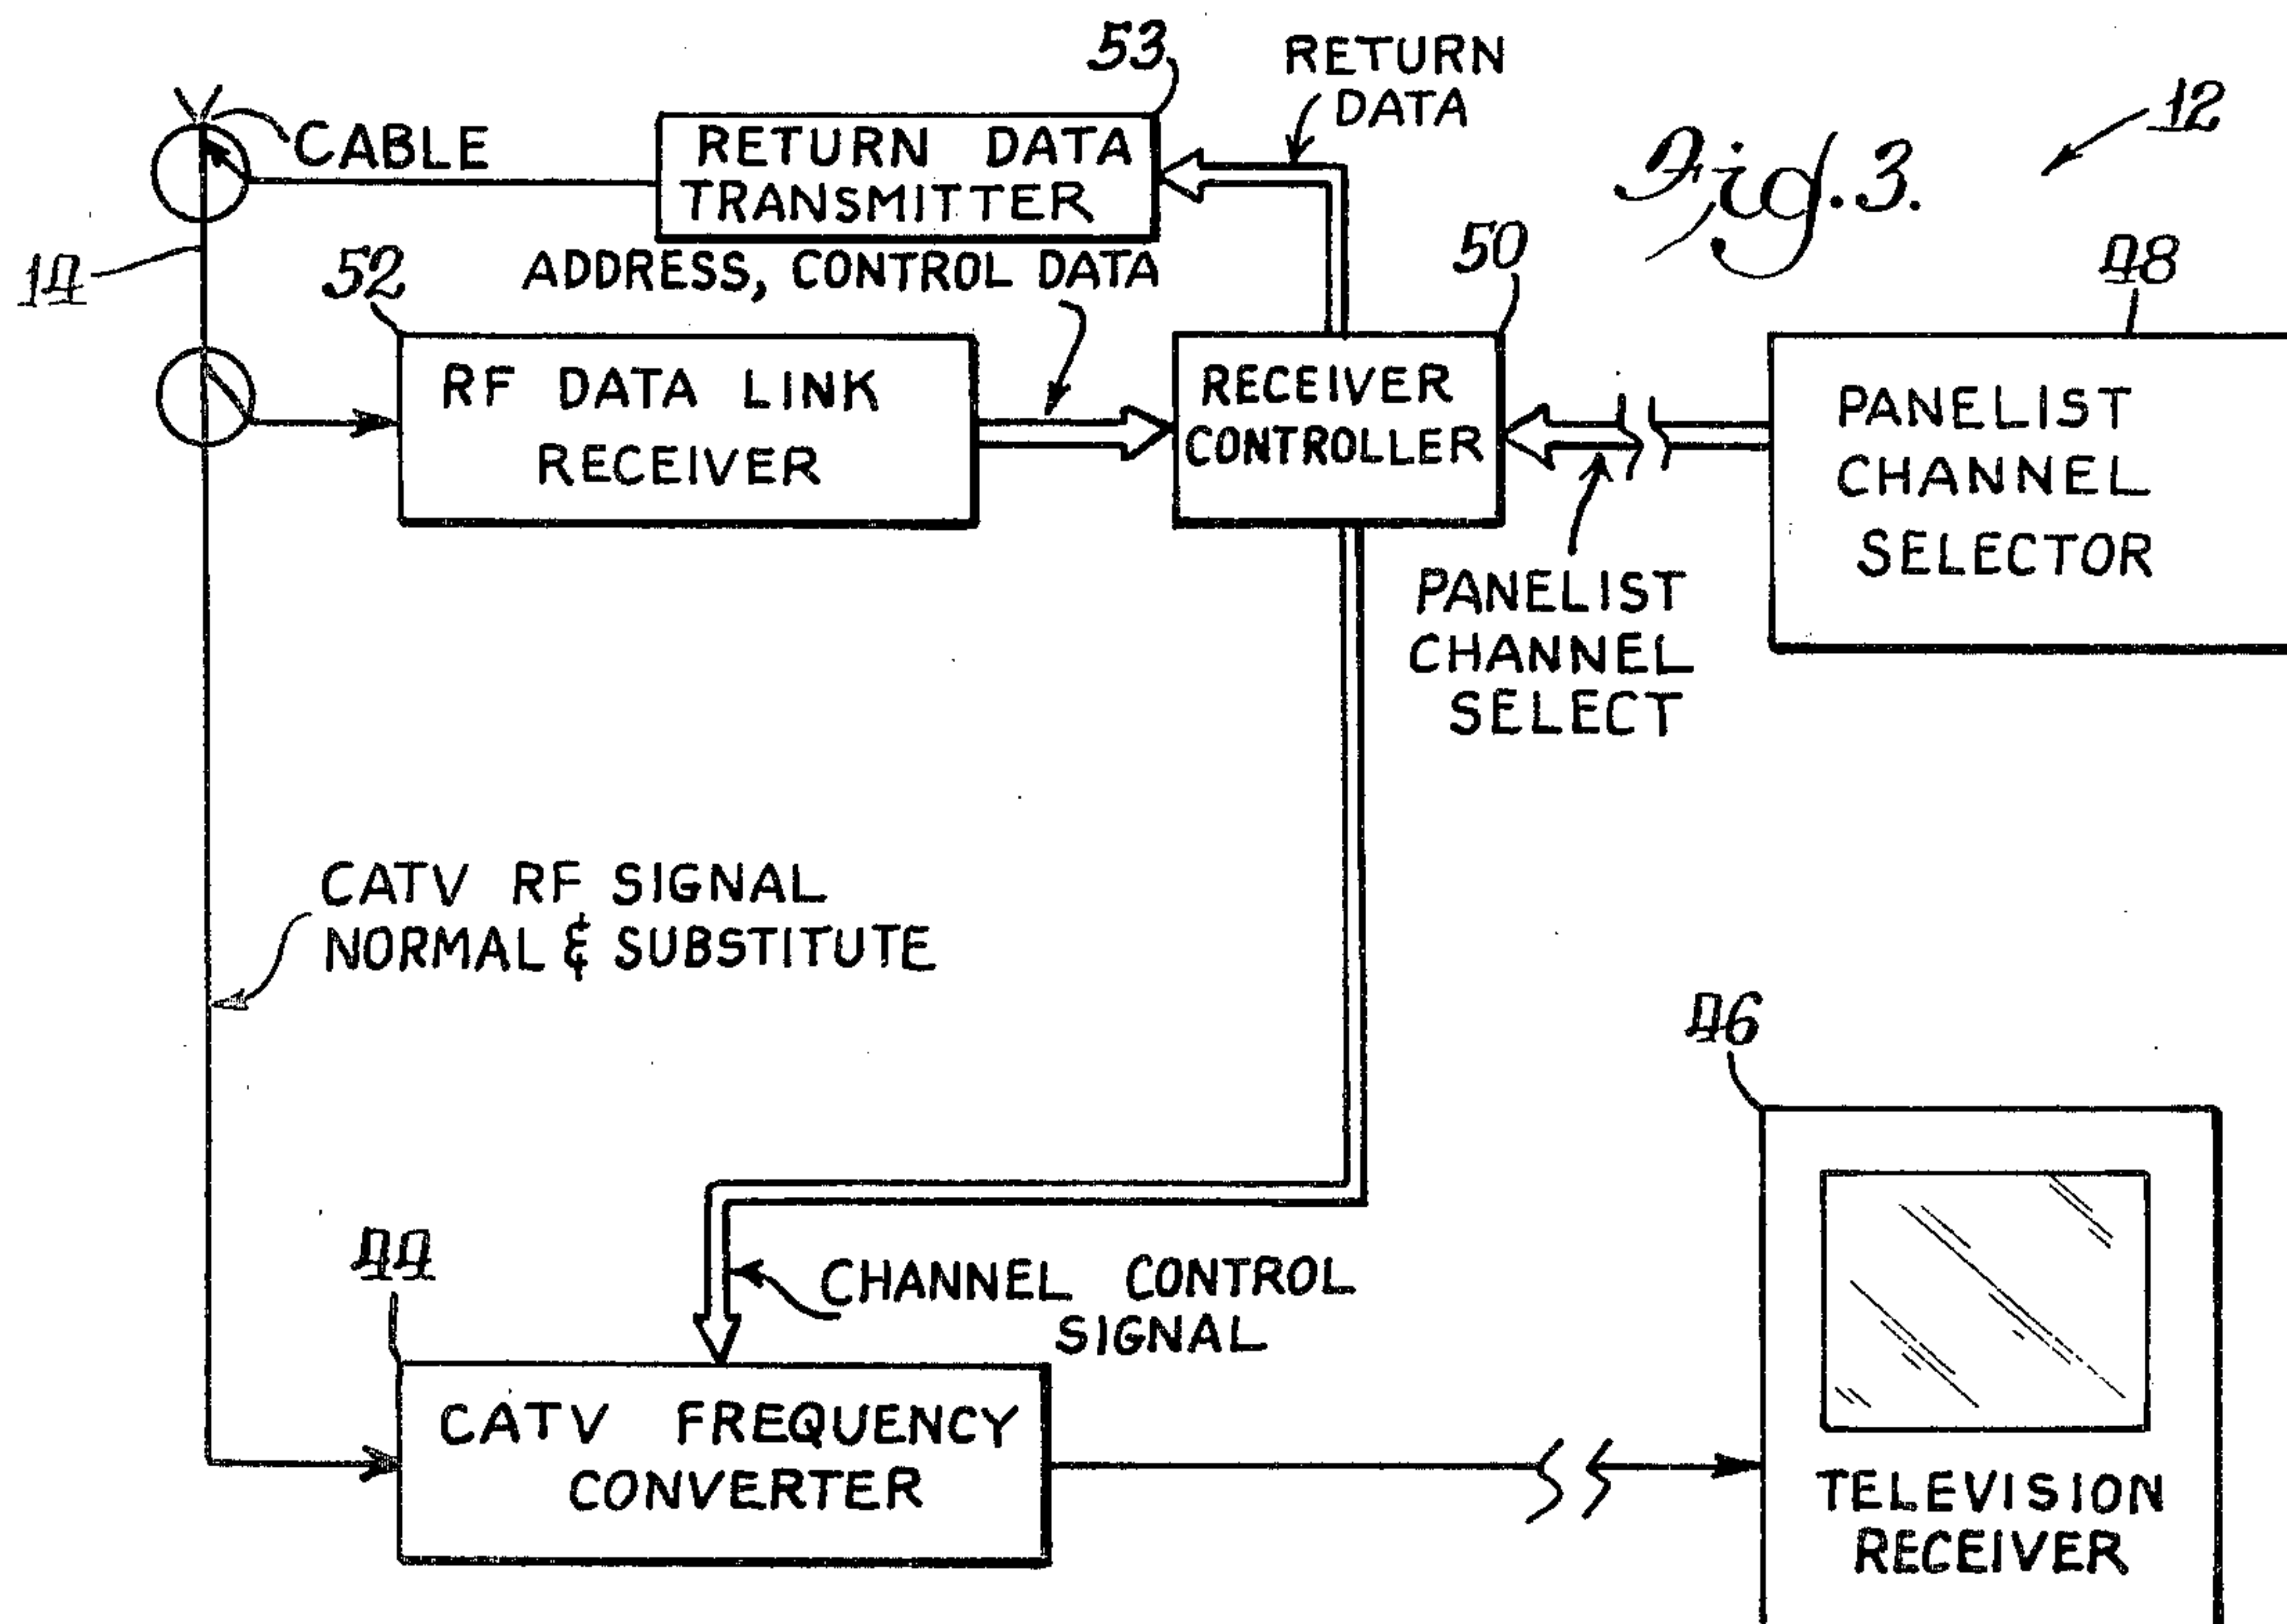 53
RETURN
DATA
12
CABLE
RETURN DATA
TRANSMITTER
Fig. 3.
14
52
ADDRESS, CONTROL DATA
50
48
RF DATA LINK
RECEIVER
RECEIVER
CONTROLLER
PANELIST
CHANNEL
SELECTOR
PANELIST
CHANNEL
SELECT
CATV RF SIGNAL
NORMAL & SUBSTITUTE
46
44
CHANNEL CONTROL
SIGNAL
CATV FREQUENCY
CONVERTER
TELEVISION
RECEIVER